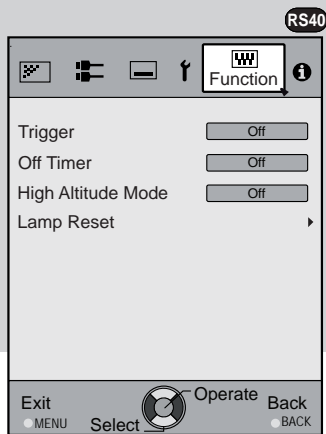 RS40
Function
Trigger Off
Off Timer Off
High Altitude Mode Off
Lamp Reset
Exit Operate Back
MENU Select BACK